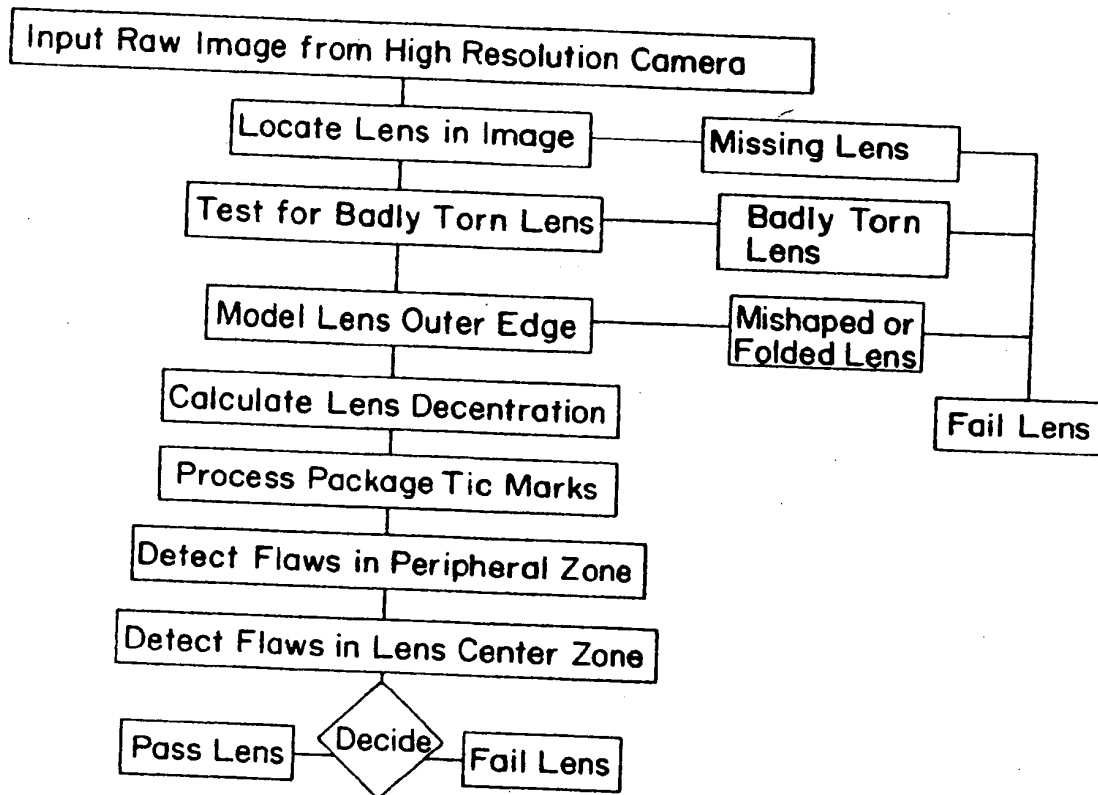 Input Raw Image from High Resolution Camera
Locate Lens in Image
Missing Lens
Test for Badly Torn Lens
Badly Torn
Lens
Model Lens Outer Edge
Mishaped or
Folded Lens
Calculate Lens Decentration
Fail Lens
Process Package Tic Marks
Detect Flaws in Peripheral Zone
Detect Flaws in Lens Center Zone
Pass Lens
Decide
Fail Lens